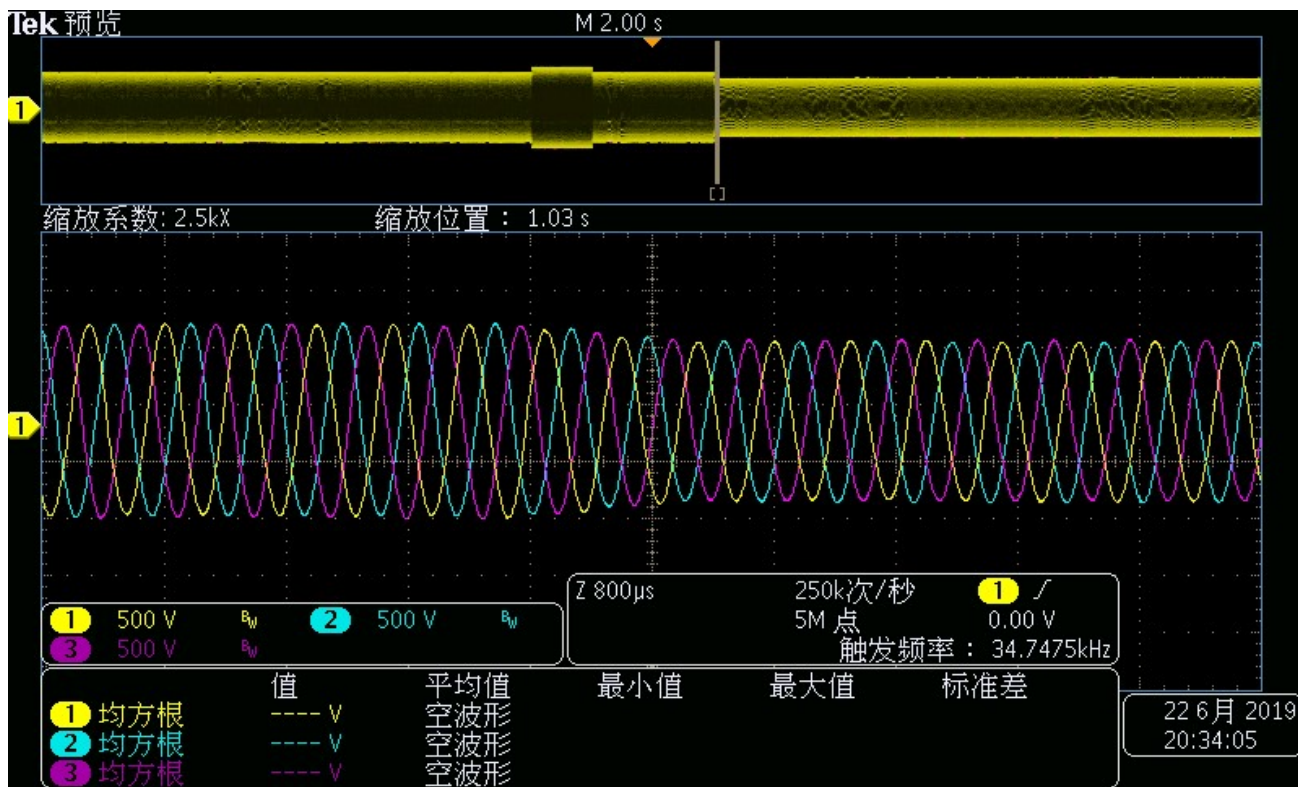 Tek 预览 M 2.00 s
1
缩放系数: 2.5kX 缩放位置： 1.03 s
1
1 500 V BW 2 500 V BW
3 500 V BW
Z 800µs 250k次/秒 1
5M 点 0.00 V
触发频率： 34.7475kHz
值 平均值 最小值 最大值 标准差
1 均方根 ---- V 空波形
2 均方根 ---- V 空波形
3 均方根 ---- V 空波形
22 6月 2019
20:34:05